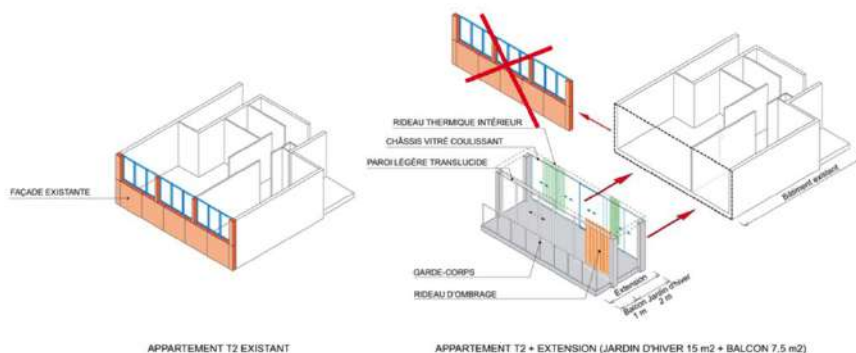 FAÇADE EXISTANTE
APPARTEMENT T2 EXISTANT
RIDEAU THERMIQUE INTÉRIEUR
CHÂSSIS VITRÉ COULISSANT
PAROI LÉGÈRE TRANSLUCIDE
GARDE-CORPS
RIDEAU D'OMBRAGE
Bâtiment existant
Extension
Balcon Jardin d'hiver
1 m 2 m
APPARTEMENT T2 + EXTENSION (JARDIN D'HIVER 15 m2 + BALCON 7,5 m2)